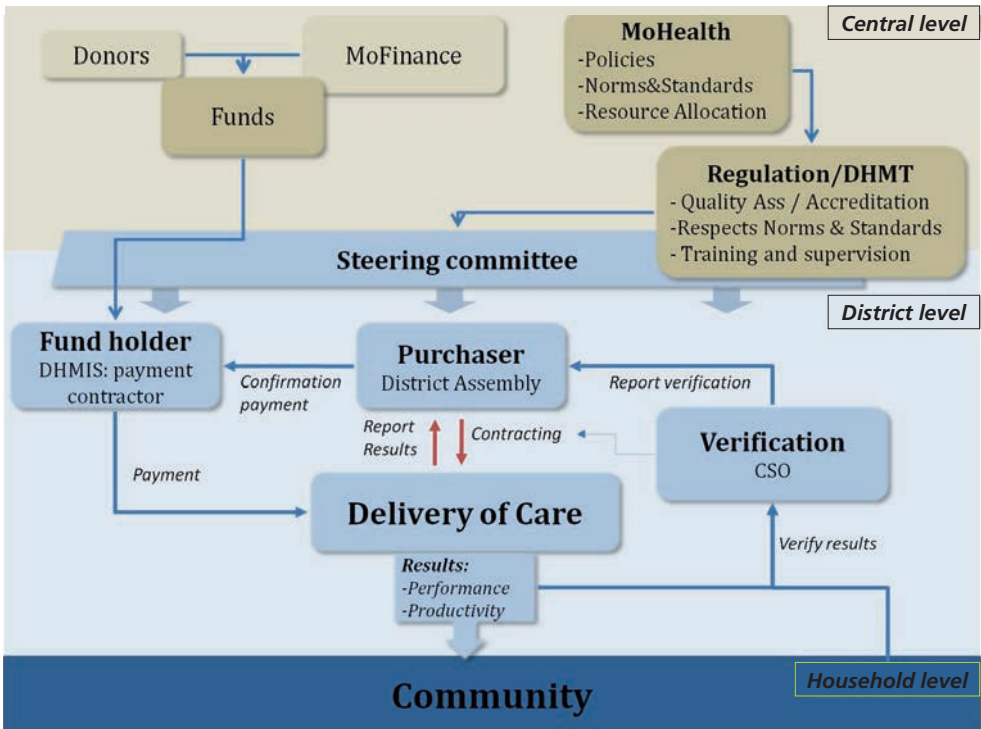 Central level
Donors
MoFinance
Funds
MoHealth
-Policies
-Norms&Standards
-Resource Allocation
Regulation/DHMT
- Quality Ass / Accreditation
-Respects Norms & Standards
- Training and supervision
Steering committee
District level
Fund holder
DHMIS: payment
contractor
Confirmation
payment
Purchaser
District Assembly
Report verification
Report
Results
Contracting
Verification
CSO
Payment
Delivery of Care
Verify results
Results:
-Performance
-Productivity
Household level
Community